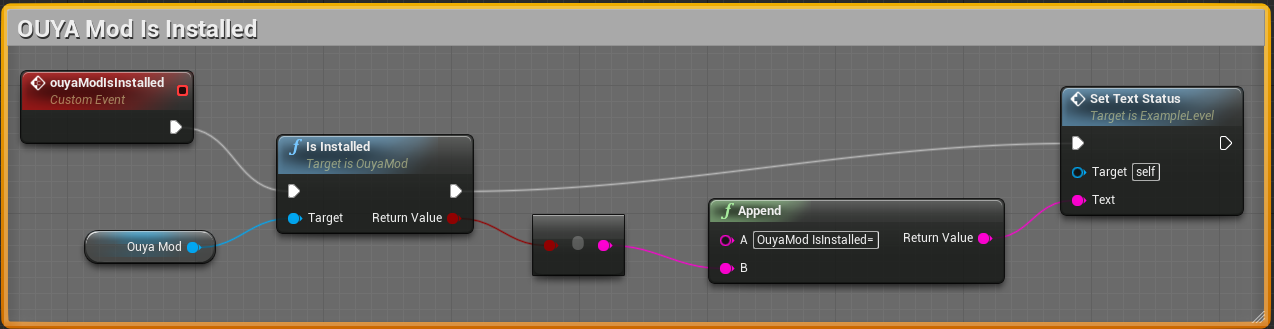 OUYA Mod Is Installed
ouyaModIsInstalled
Custom Event
Is Installed
Target is OuyaMod
Target
Return Value
Ouya Mod
Append
A OuyaMod IsInstalled=
Return Value
B
Set Text Status
Target is ExampleLevel
Target self
Text